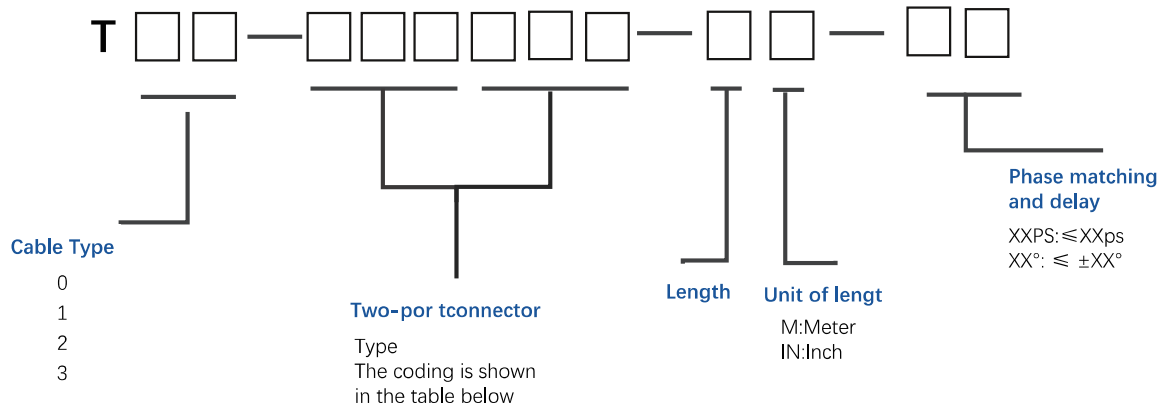 T
Cable Type
0
1
2
3
Two-por tconnector
Type
The coding is shown
in the table below
Length
Unit of lengt
M:Meter
IN:Inch
Phase matching
and delay
XXPS:≤XXps
XX°: ≤ ±XX°